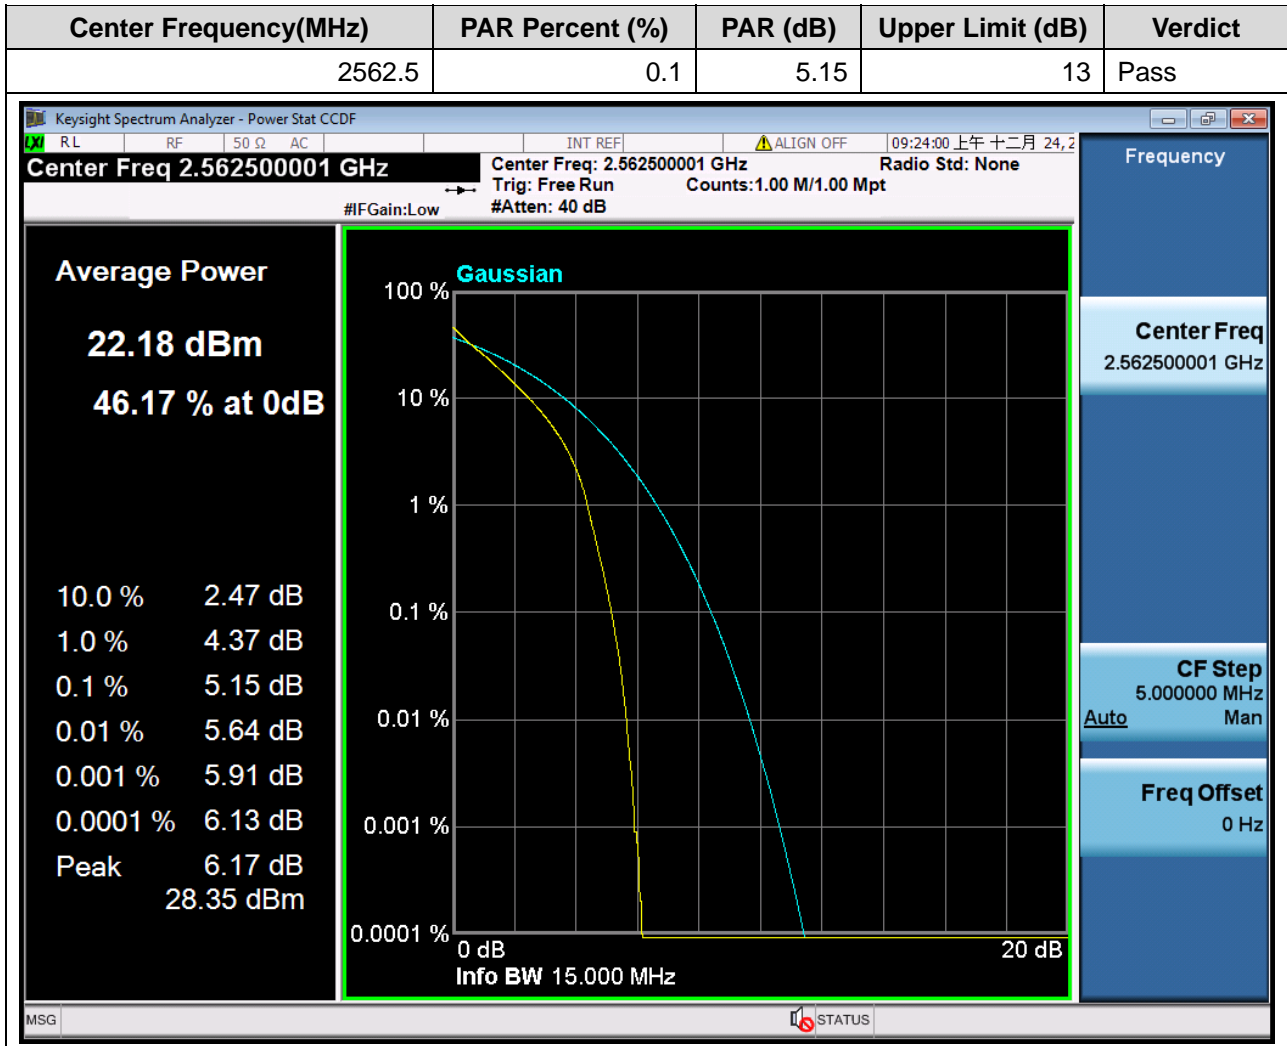 Center Frequency(MHz) PAR Percent (%) PAR (dB) Upper Limit (dB) Verdict
2562.5 0.1 5.15 13 Pass
Keysight Spectrum Analyzer - Power Stat CCDF
LXI RL RF 50 Ω AC INT REF ALIGN OFF 09:24:00 上午 十二月 24, 2
Center Freq 2.562500001 GHz
Center Freq: 2.562500001 GHz Radio Std: None
Trig: Free Run Counts:1.00 M/1.00 Mpt
#IFGain:Low #Atten: 40 dB
Frequency
Average Power
22.18 dBm
46.17 % at 0dB
10.0 % 2.47 dB
1.0 % 4.37 dB
0.1 % 5.15 dB
0.01 % 5.64 dB
0.001 % 5.91 dB
0.0001 % 6.13 dB
Peak 6.17 dB
28.35 dBm
Gaussian
100 %
10 %
1 %
0.1 %
0.01 %
0.001 %
0.0001 %
0 dB 20 dB
Info BW 15.000 MHz
Center Freq
2.562500001 GHz
CF Step
5.000000 MHz
Auto Man
Freq Offset
0 Hz
MSG STATUS